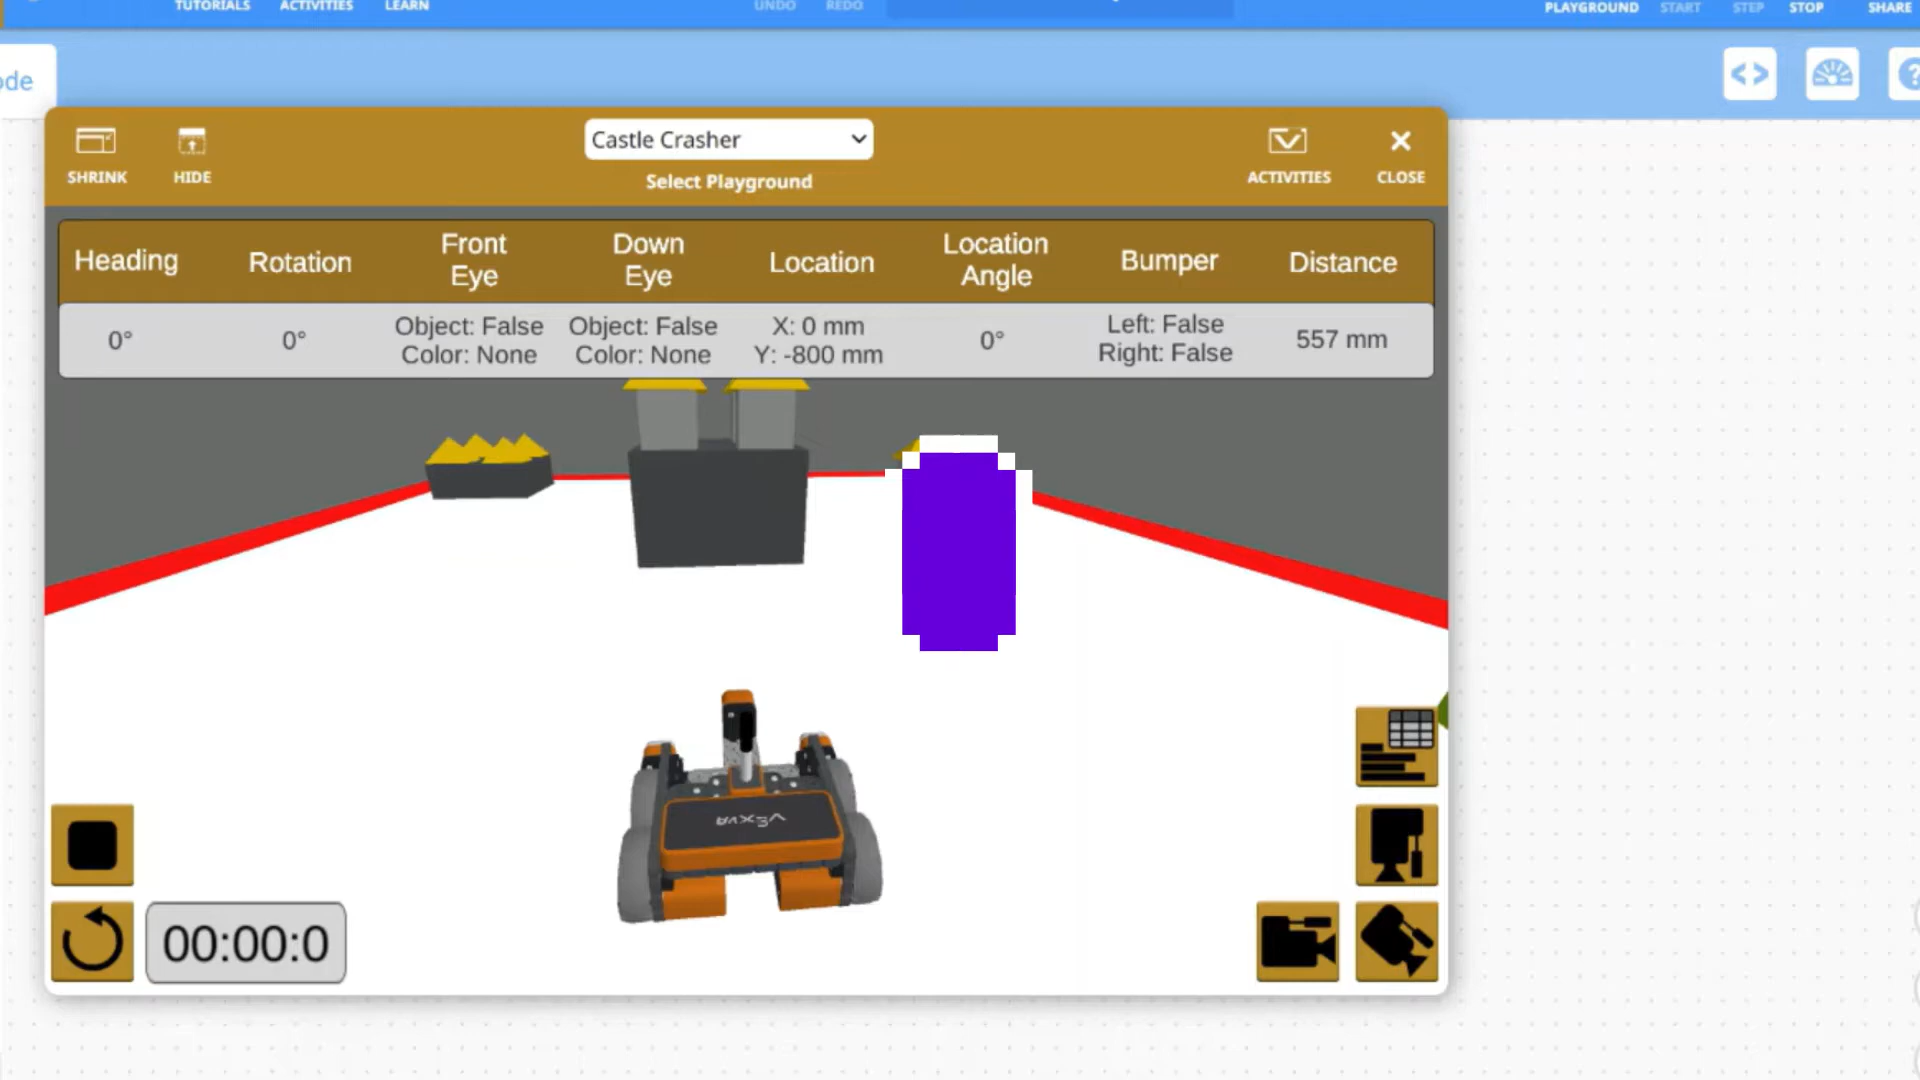 TUTORIALS ACTIVITIES LEARN UNDO REDO PLAYGROUND START STEP STOP SHARE
ode
SHRINK HIDE
Castle Crasher
Select Playground
ACTIVITIES CLOSE
Heading Rotation Front Eye Down Eye Location Location Angle Bumper Distance
0° 0° Object: False Object: False X: 0 mm 0° Left: False 557 mm
Color: None Color: None Y: -800 mm Right: False
VEXVR
00:00:0